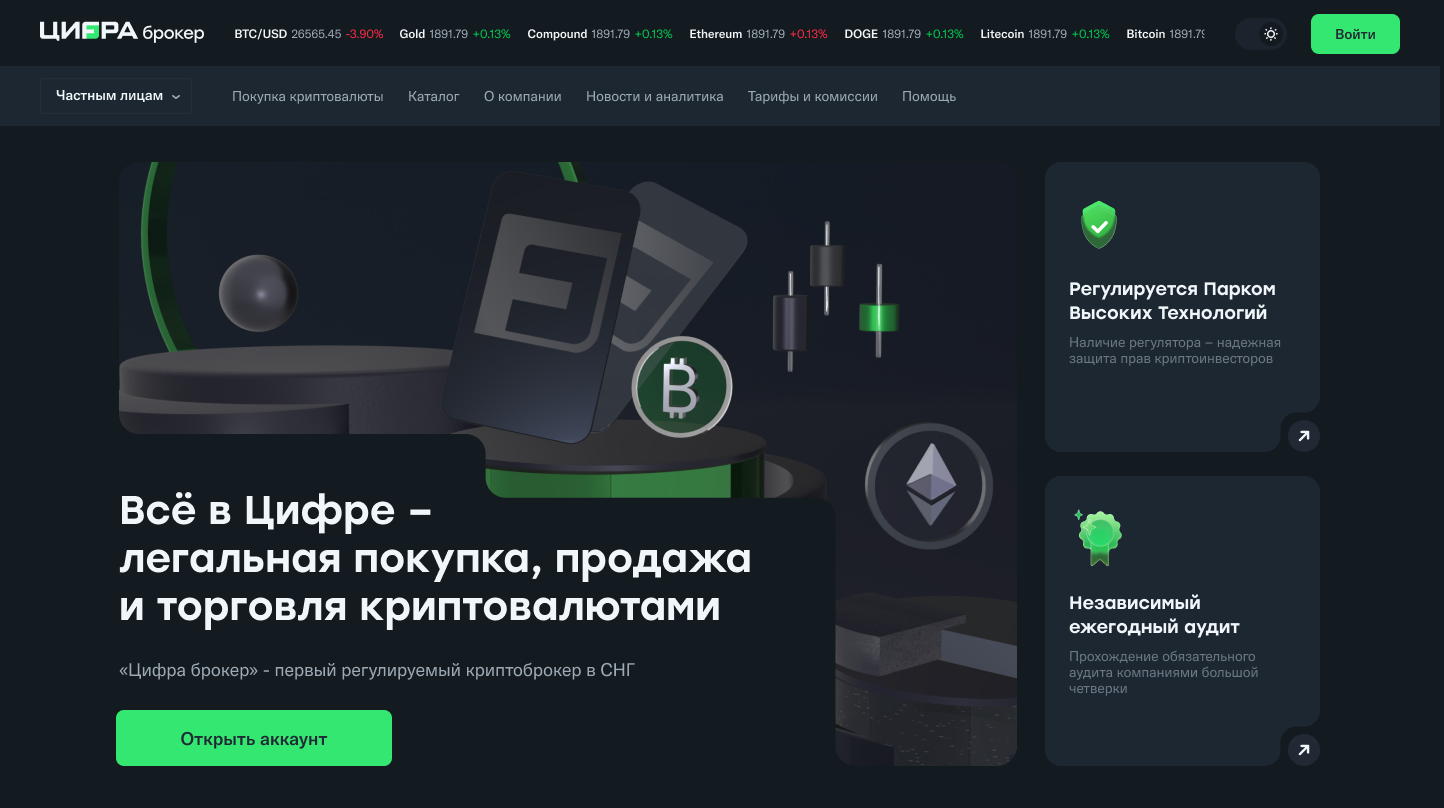 ЦИФРА брокер
BTC/USD 26565.45 -3.90% Gold 1891.79 +0.13% Compound 1891.79 +0.13% Ethereum 1891.79 +0.13% DOGE 1891.79 +0.13% Litecoin 1891.79 +0.13% Bitcoin 1891.79
Войти
Частным лицам
Покупка криптовалюты Каталог О компании Новости и аналитика Тарифы и комиссии Помощь
Всё в Цифре –
легальная покупка, продажа
и торговля криптовалютами
«Цифра брокер» - первый регулируемый криптоброкер в СНГ
Открыть аккаунт
Регулируется Парком
Высоких Технологий
Наличие регулятора – надежная
защита прав криптоинвесторов
Независимый
ежегодный аудит
Прохождение обязательного
аудита компаниями большой
четверки